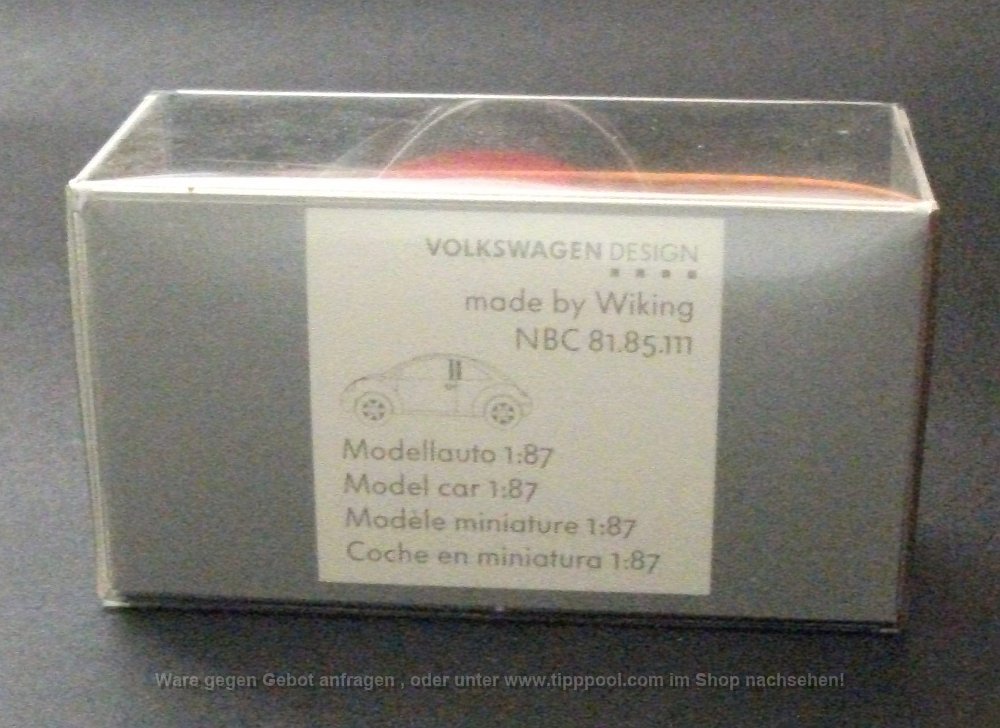 VOLKSWAGEN DESIGN
made by Wiking
NBC 81.85.111
Modellauto 1:87
Model car 1:87
Modèle miniature 1:87
Coche en miniatura 1:87
Ware gegen Gebot anfragen , oder unter www.tipppool.com im Shop nachsehen!